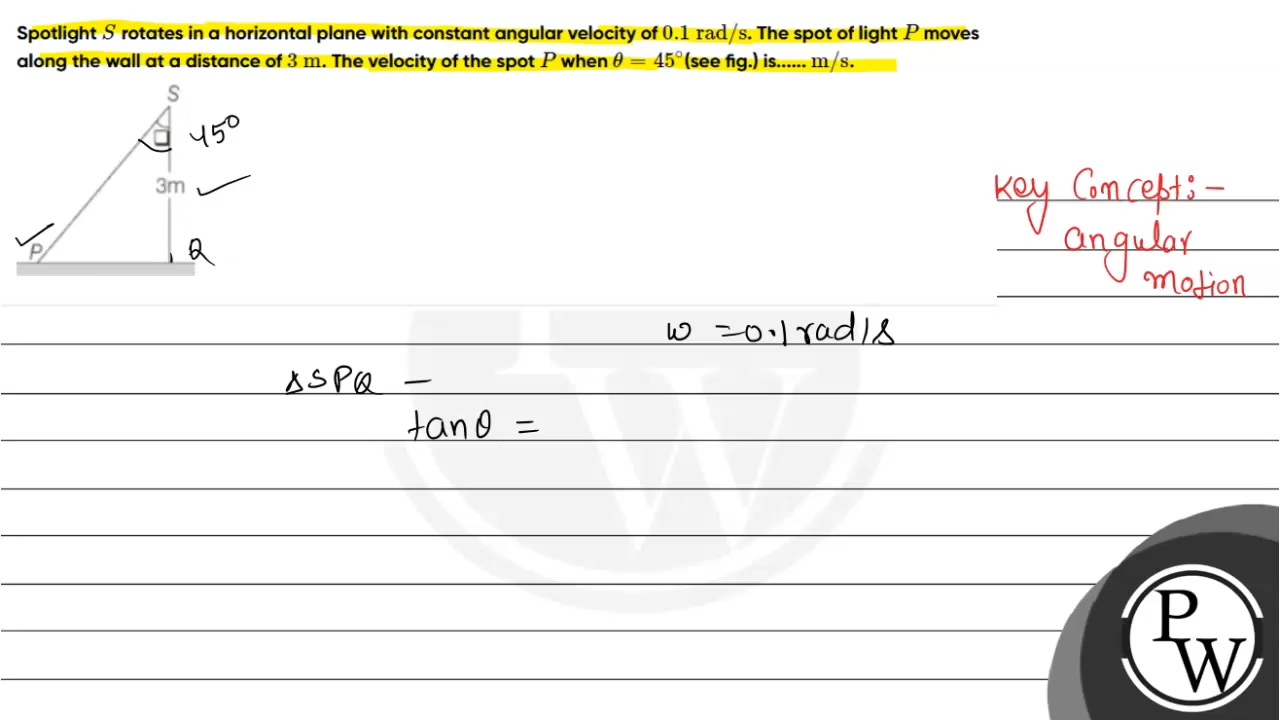 Spotlight S rotates in a horizontal plane with constant angular velocity of 0.1 rad/s. The spot of light P moves
along the wall at a distance of 3 m. The velocity of the spot P when θ = 45° (see fig.) is...... m/s.
S
45°
3m
P
Q
Key Concept:-
angular
motion
w = 0.1 rad/s
ΔSPQ —
tanθ =
P
W